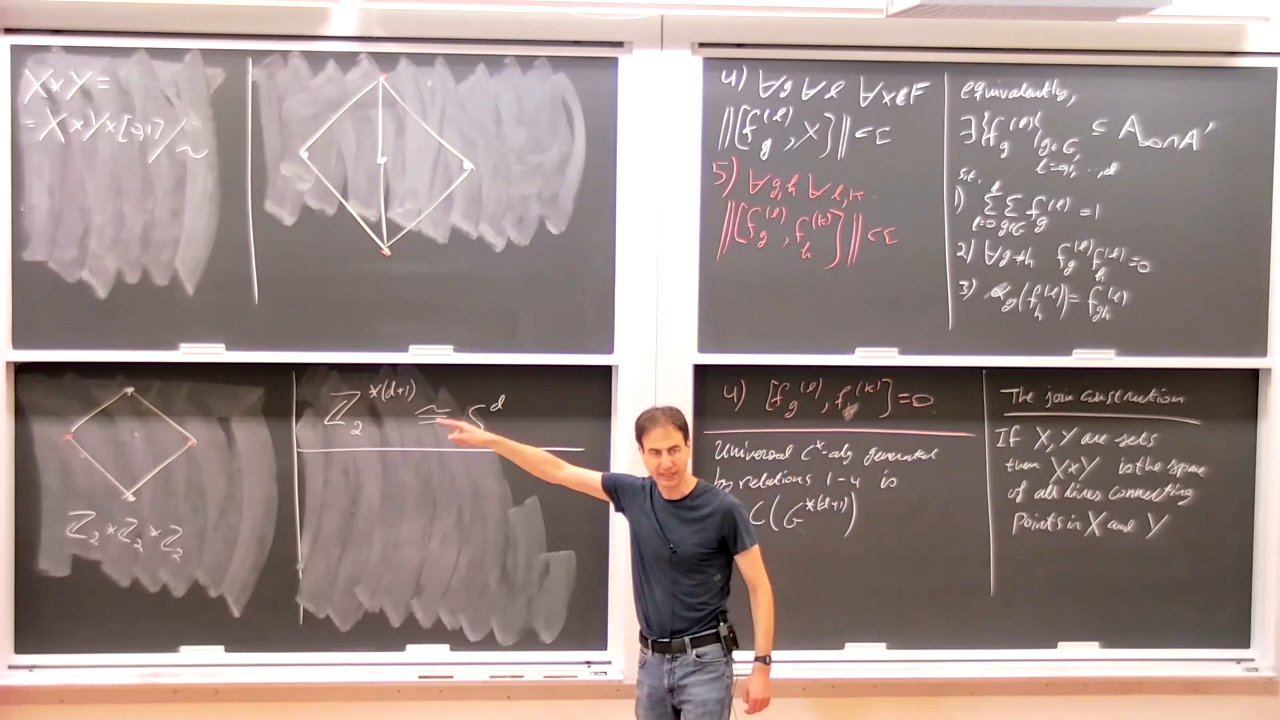 X*Y=
=X×Y×[0,1]/~
4) ∀g ∀l ∀x∈F
‖[f_g^{(l)}, x]‖<ε
5) ∀g,h ∀l,k
‖[f_g^{(l)}, f_h^{(k)}]‖<ε
equivalently,
∃{f_g^{(l)}}_{g∈G, l=0,...,d} ⊂ A_∞∩A'
s.t.
1) Σ_{l=0}^{d} Σ_{g∈G} f_g^{(l)}=1
2) ∀g≠h f_g^{(l)}f_h^{(l)}=0
3) α_g(f_h^{(l)})=f_{gh}^{(l)}
ℤ₂*ℤ₂*ℤ₂
ℤ₂^{*(d+1)} ≅ S^d
4) [f_g^{(l)}, f_h^{(k)}]=0
Universal C*-alg generated
by relations 1-4 is
C(G^{*(d+1)})
The join construction
If X,Y are sets
then X*Y is the space
of all lines connecting
points in X and Y